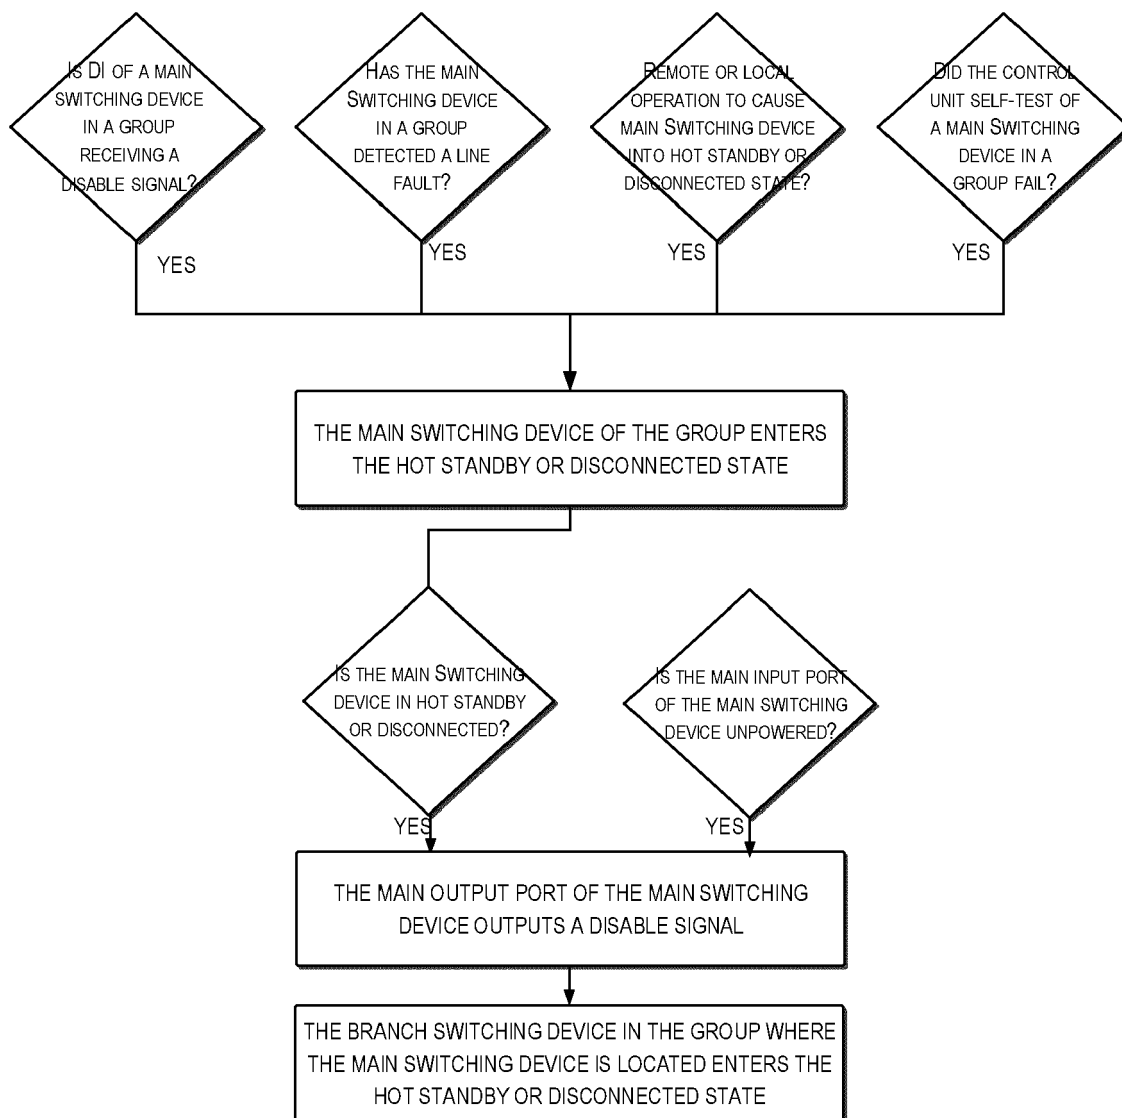 IS DI OF A MAIN
SWITCHING DEVICE
IN A GROUP
RECEIVING A
DISABLE SIGNAL?
YES
HAS THE MAIN
SWITCHING DEVICE
IN A GROUP
DETECTED A LINE
FAULT?
YES
REMOTE OR LOCAL
OPERATION TO CAUSE
MAIN SWITCHING DEVICE
INTO HOT STANDBY OR
DISCONNECTED STATE?
YES
DID THE CONTROL
UNIT SELF-TEST OF
A MAIN SWITCHING
DEVICE IN A
GROUP FAIL?
YES
THE MAIN SWITCHING DEVICE OF THE GROUP ENTERS
THE HOT STANDBY OR DISCONNECTED STATE
IS THE MAIN SWITCHING
DEVICE IN HOT STANDBY
OR DISCONNECTED?
YES
IS THE MAIN INPUT PORT
OF THE MAIN SWITCHING
DEVICE UNPOWERED?
YES
THE MAIN OUTPUT PORT OF THE MAIN SWITCHING
DEVICE OUTPUTS A DISABLE SIGNAL
THE BRANCH SWITCHING DEVICE IN THE GROUP WHERE
THE MAIN SWITCHING DEVICE IS LOCATED ENTERS THE
HOT STANDBY OR DISCONNECTED STATE